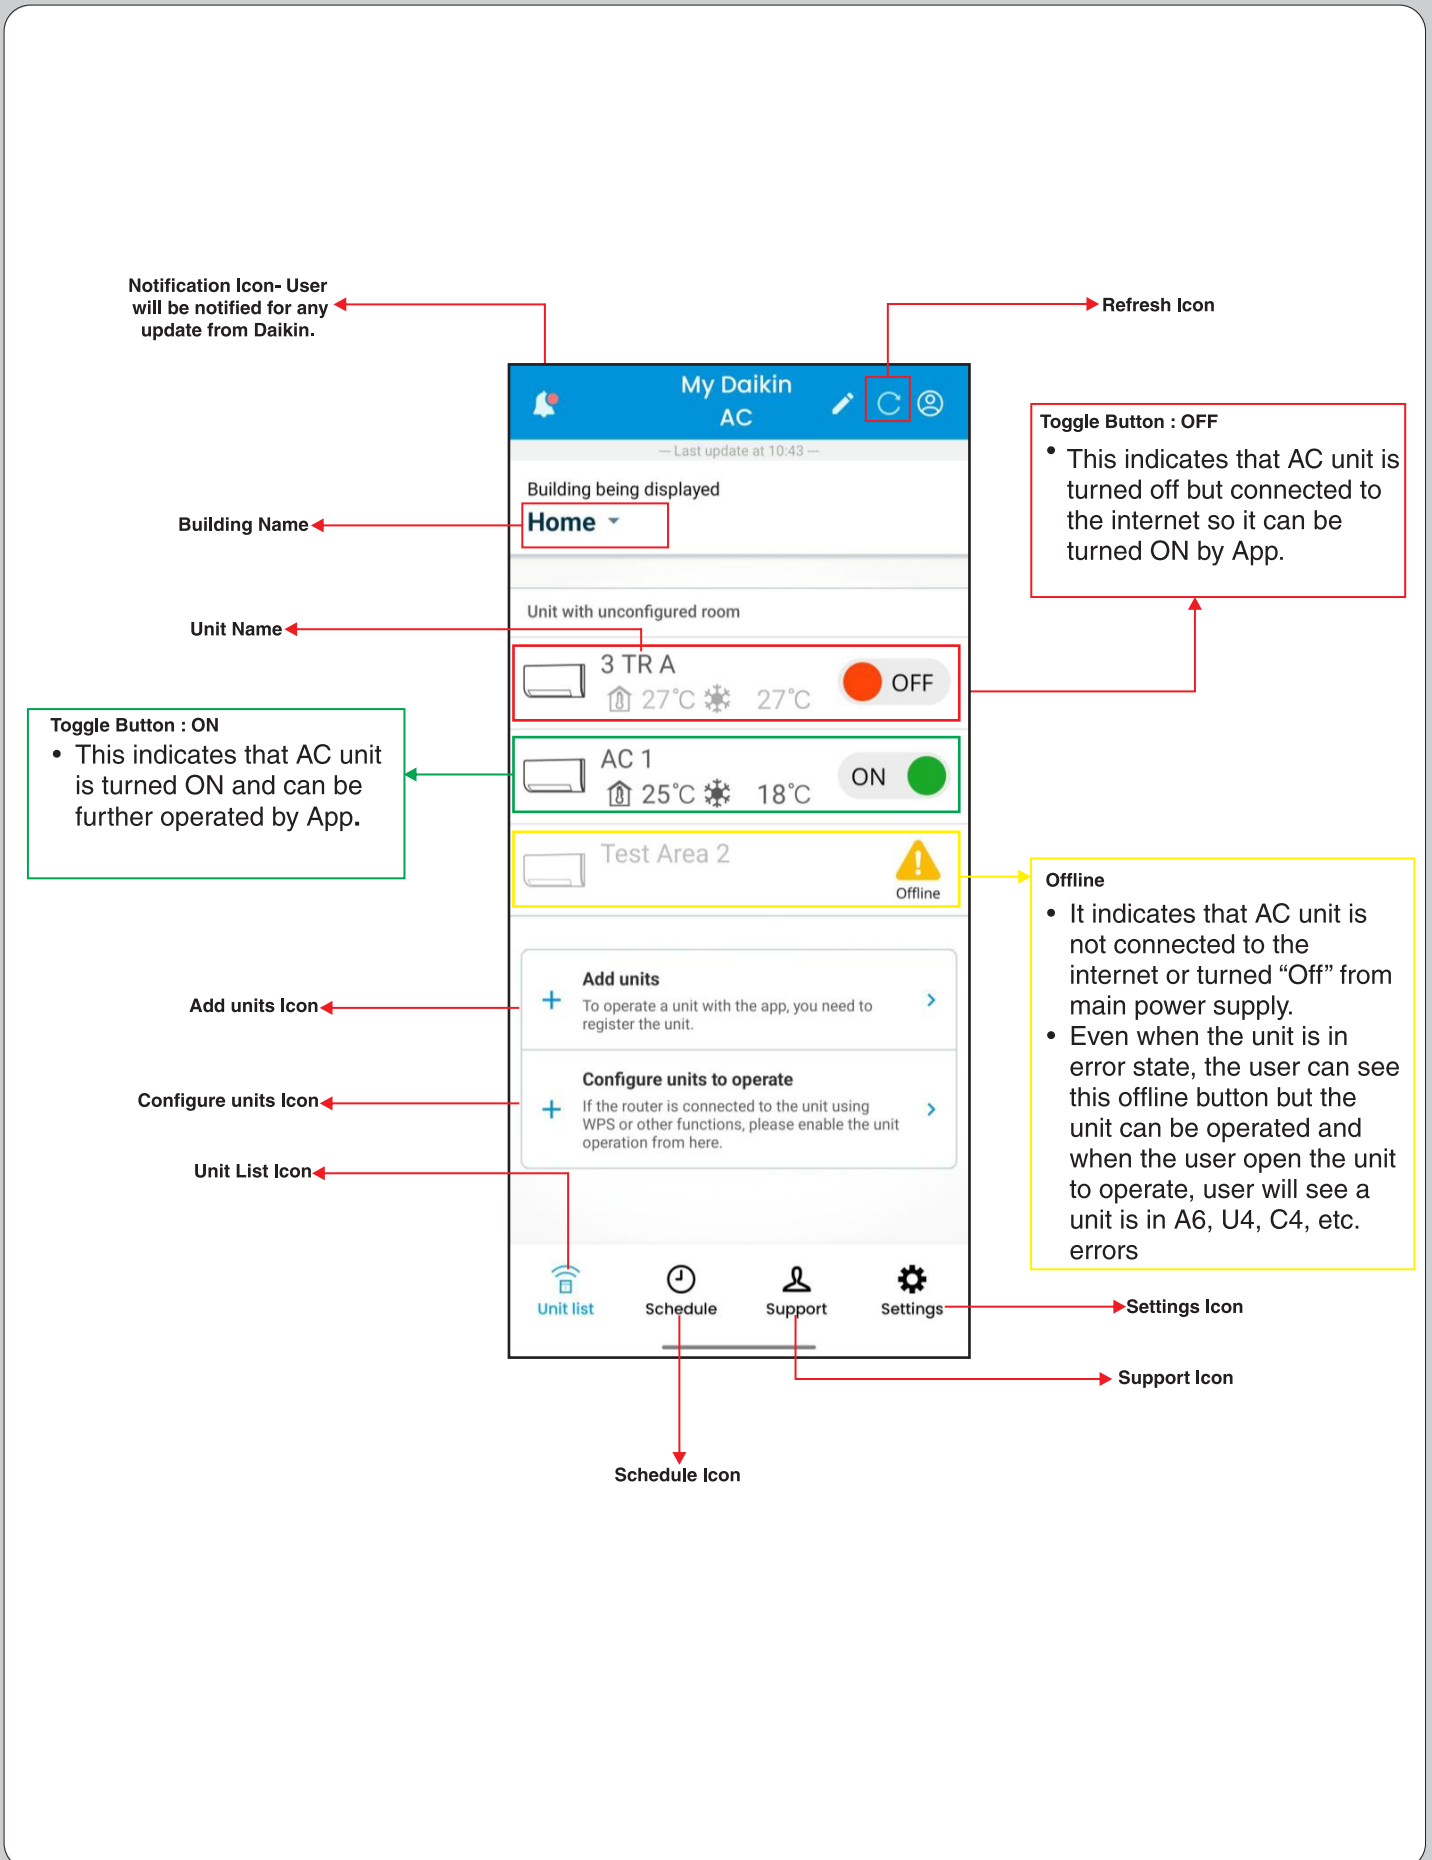 Notification Icon- User
will be notified for any
update from Daikin.
Refresh Icon
My Daikin
AC
— Last update at 10:43 —
Building being displayed
Home
Building Name
Toggle Button : OFF
• This indicates that AC unit is
turned off but connected to
the internet so it can be
turned ON by App.
Unit with unconfigured room
Unit Name
3 TR A
27°C 27°C
OFF
Toggle Button : ON
• This indicates that AC unit
is turned ON and can be
further operated by App.
AC 1
25°C 18°C
ON
Test Area 2
Offline
Offline
• It indicates that AC unit is
not connected to the
internet or turned “Off” from
main power supply.
• Even when the unit is in
error state, the user can see
this offline button but the
unit can be operated and
when the user open the unit
to operate, user will see a
unit is in A6, U4, C4, etc.
errors
Add units Icon
Add units
To operate a unit with the app, you need to
register the unit.
Configure units Icon
Configure units to operate
If the router is connected to the unit using
WPS or other functions, please enable the unit
operation from here.
Unit List Icon
Unit list
Schedule
Support
Settings
Settings Icon
Support Icon
Schedule Icon